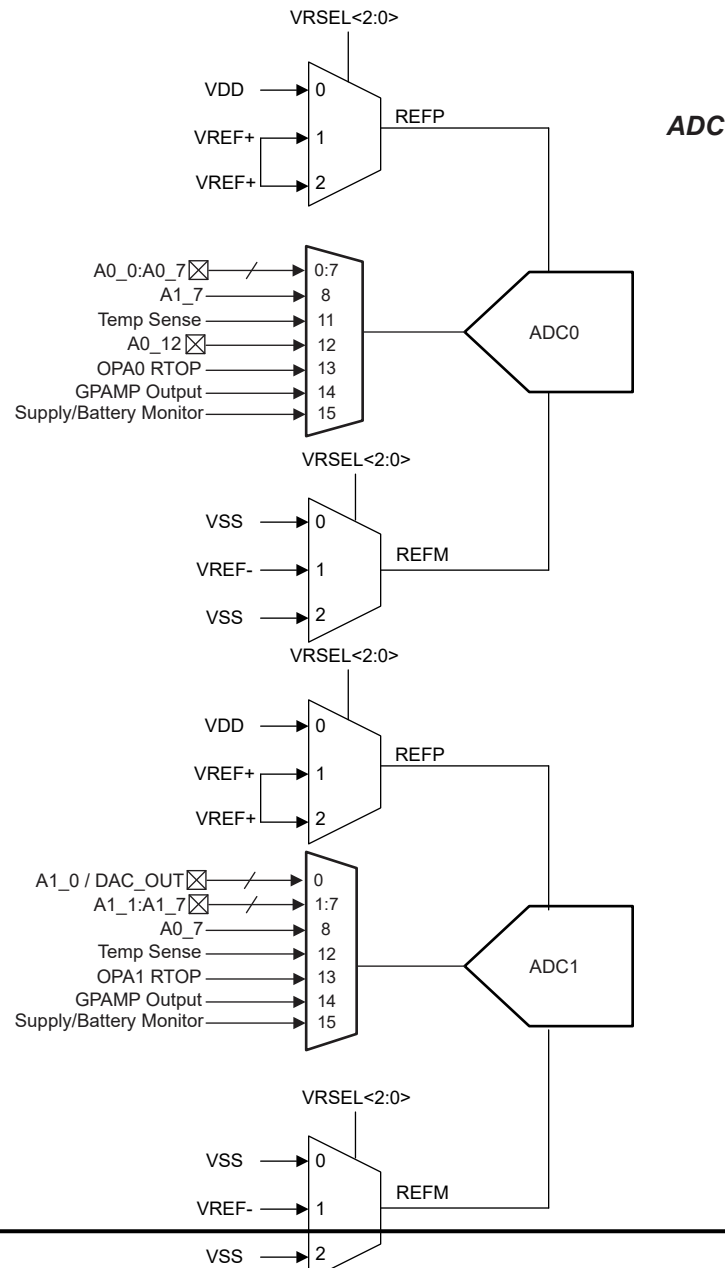 VRSEL<2:0>
VDD 0
REFP
ADC
VREF+ 1
VREF+ 2
A0_0:A0_7 0:7
A1_7 8
Temp Sense 11
A0_12 12
ADC0
OPA0 RTOP 13
GPAMP Output 14
Supply/Battery Monitor 15
VRSEL<2:0>
VSS 0
REFM
VREF- 1
VSS 2
VRSEL<2:0>
VDD 0
REFP
VREF+ 1
VREF+ 2
A1_0 / DAC_OUT 0
A1_1:A1_7 1:7
A0_7 8
Temp Sense 12
ADC1
OPA1 RTOP 13
GPAMP Output 14
Supply/Battery Monitor 15
VRSEL<2:0>
VSS 0
REFM
VREF- 1
VSS 2